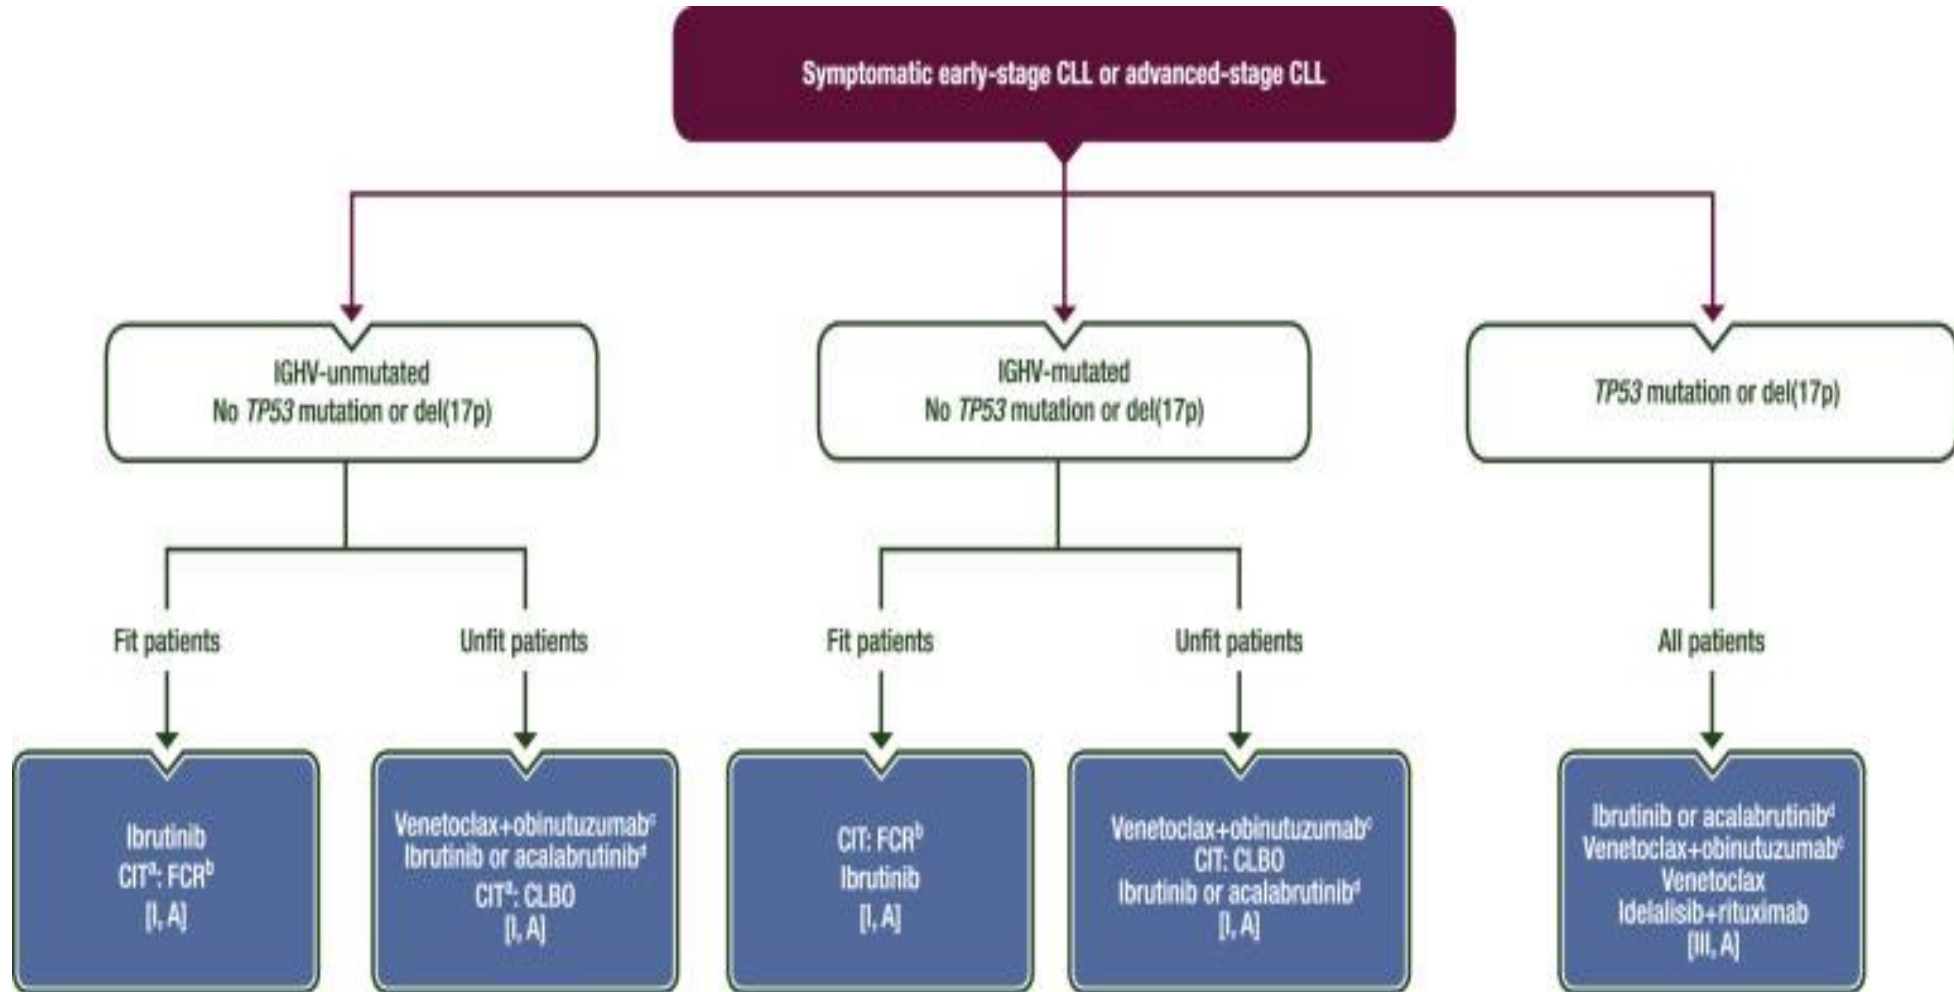 Symptomatic early-stage CLL or advanced-stage CLL
IGHV-unmutated
No TP53 mutation or del(17p)
IGHV-mutated
No TP53 mutation or del(17p)
TP53 mutation or del(17p)
Fit patients
Unfit patients
Fit patients
Unfit patients
All patients
Ibrutinib
CITᵃ: FCRᵇ
[I, A]
Venetoclax+obinutuzumabᶜ
Ibrutinib or acalabrutinibᵈ
CITᵃ: CLBO
[I, A]
CIT: FCRᵇ
Ibrutinib
[I, A]
Venetoclax+obinutuzumabᶜ
CIT: CLBO
Ibrutinib or acalabrutinibᵈ
[I, A]
Ibrutinib or acalabrutinibᵈ
Venetoclax+obinutuzumabᶜ
Venetoclax
Idelalisib+rituximab
[III, A]